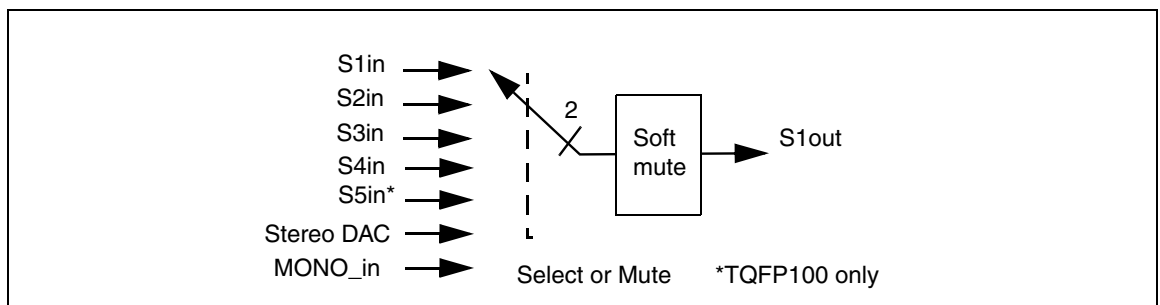 S1in
S2in
S3in
S4in
S5in*
Stereo DAC
MONO_in
2
Soft
mute
S1out
Select or Mute
*TQFP100 only